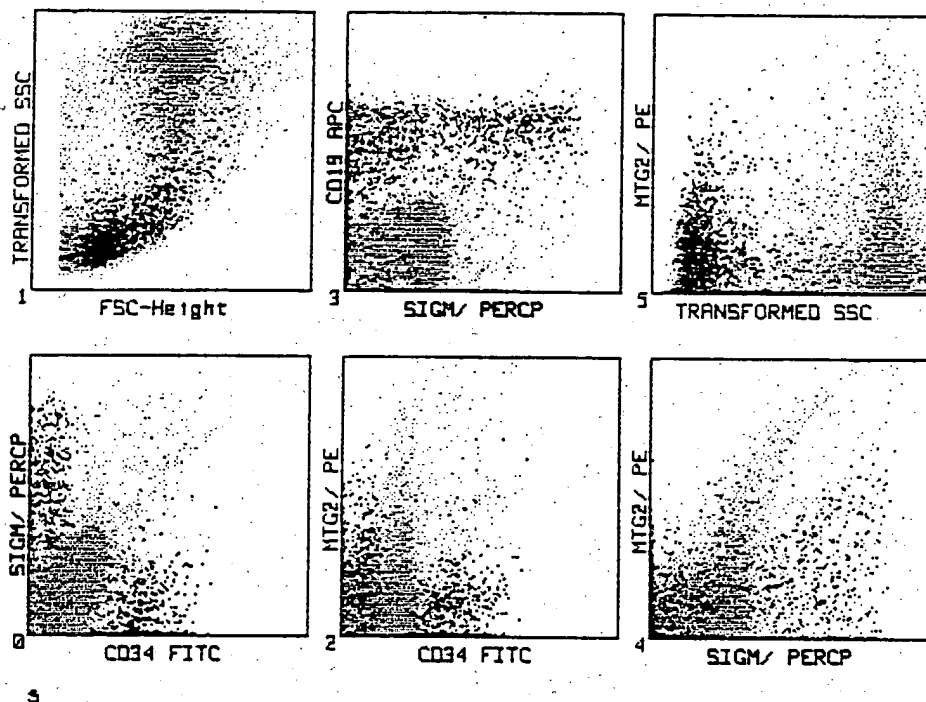 TRANSFORMED SSC
1
FSC-Height
CD19 APC
3
SIGM/ PERCP
MTG2/ PE
5
TRANSFORMED SSC
SIGM/ PERCP
0
CD34 FITC
MTG2/ PE
2
CD34 FITC
MTG2/ PE
4
SIGM/ PERCP